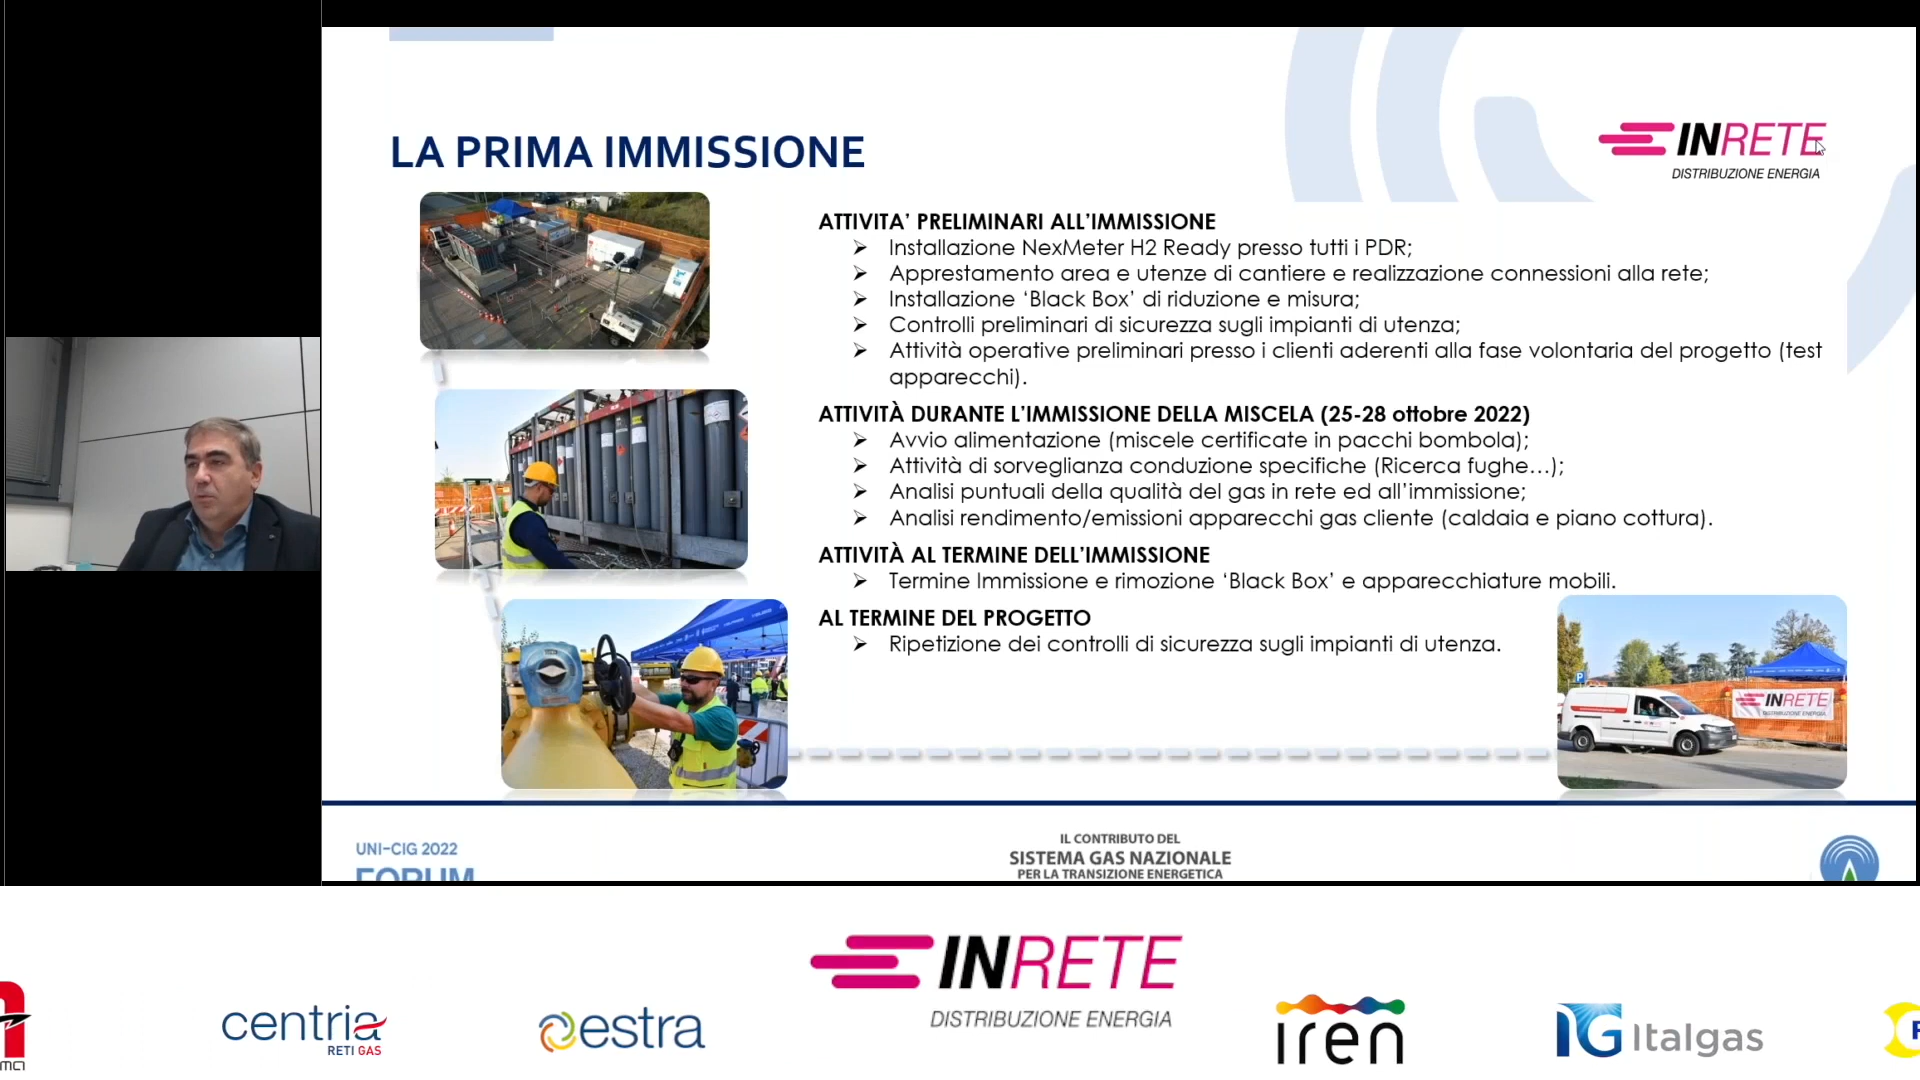 LA PRIMA IMMISSIONE
INRETE
DISTRIBUZIONE ENERGIA
ATTIVITA’ PRELIMINARI ALL’IMMISSIONE
➢ Installazione NexMeter H2 Ready presso tutti i PDR;
➢ Apprestamento area e utenze di cantiere e realizzazione connessioni alla rete;
➢ Installazione ‘Black Box’ di riduzione e misura;
➢ Controlli preliminari di sicurezza sugli impianti di utenza;
➢ Attività operative preliminari presso i clienti aderenti alla fase volontaria del progetto (test
apparecchi).
ATTIVITÀ DURANTE L’IMMISSIONE DELLA MISCELA (25-28 ottobre 2022)
➢ Avvio alimentazione (miscele certificate in pacchi bombola);
➢ Attività di sorveglianza conduzione specifiche (Ricerca fughe…);
➢ Analisi puntuali della qualità del gas in rete ed all’immissione;
➢ Analisi rendimento/emissioni apparecchi gas cliente (caldaia e piano cottura).
ATTIVITÀ AL TERMINE DELL’IMMISSIONE
➢ Termine Immissione e rimozione ‘Black Box’ e apparecchiature mobili.
AL TERMINE DEL PROGETTO
➢ Ripetizione dei controlli di sicurezza sugli impianti di utenza.
P
INRETE
DISTRIBUZIONE ENERGIA
UNI-CIG 2022
FORUM
IL CONTRIBUTO DEL
SISTEMA GAS NAZIONALE
PER LA TRANSIZIONE ENERGETICA
INRETE
DISTRIBUZIONE ENERGIA
centria
RETI GAS
estra
iren
IG Italgas